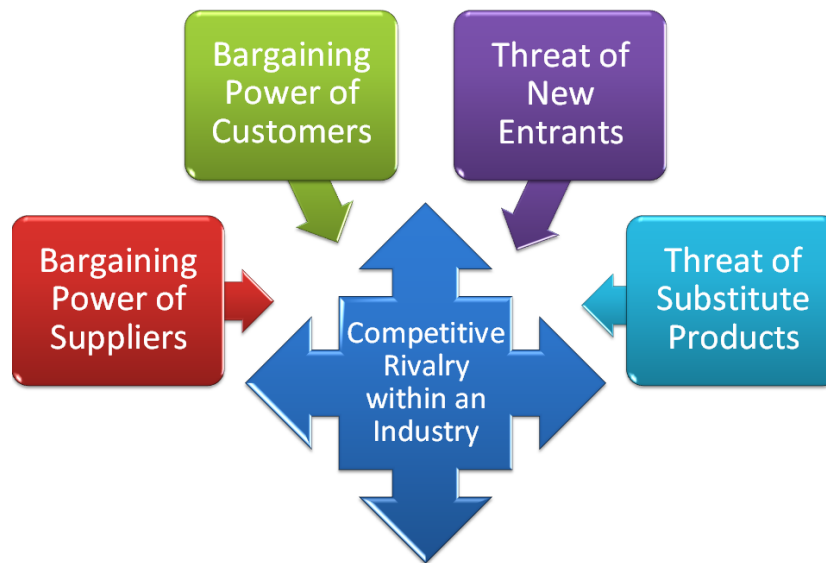 Bargaining
Power of
Customers
Threat of
New
Entrants
Bargaining
Power of
Suppliers
Competitive
Rivalry
within an
Industry
Threat of
Substitute
Products